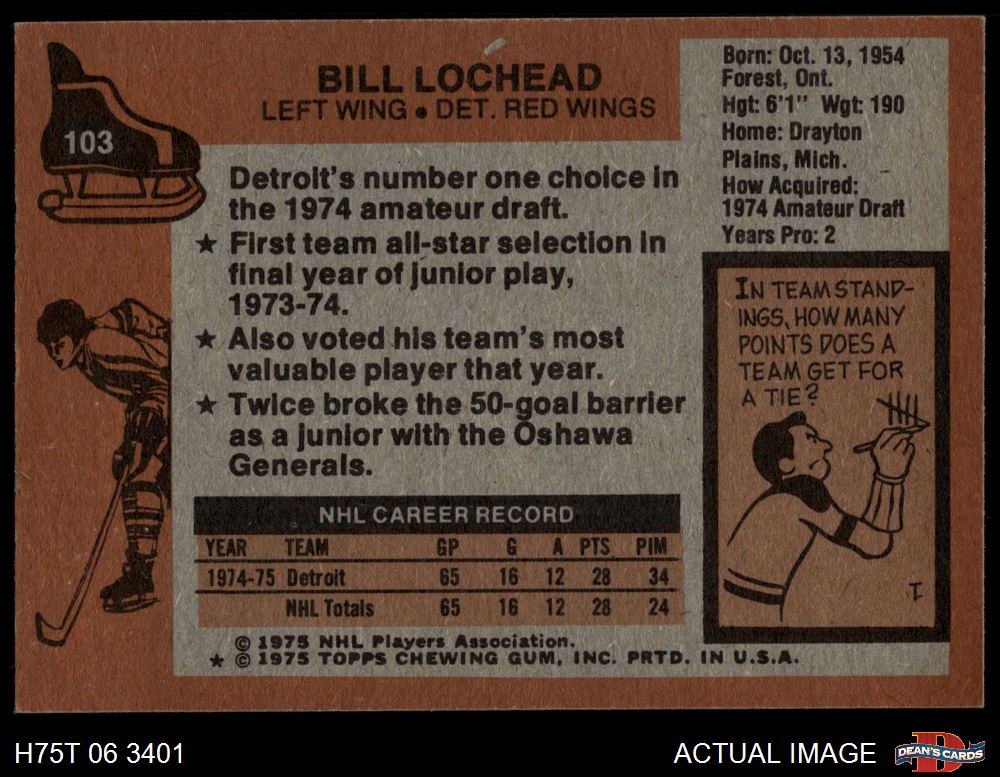 103
BILL LOCHEAD
LEFT WING • DET. RED WINGS
Born: Oct. 13, 1954
Forest, Ont.
Hgt: 6'1" Wgt: 190
Home: Drayton
Plains, Mich.
How Acquired:
1974 Amateur Draft
Years Pro: 2
Detroit's number one choice in
the 1974 amateur draft.
★ First team all-star selection in
final year of junior play,
1973-74.
★ Also voted his team's most
valuable player that year.
★ Twice broke the 50-goal barrier
as a junior with the Oshawa
Generals.
IN TEAM STAND-
INGS, HOW MANY
POINTS DOES A
TEAM GET FOR
A TIE?
NHL CAREER RECORD
YEAR TEAM GP G A PTS. PIM
1974-75 Detroit 65 16 12 28 34
NHL Totals 65 16 12 28 24
© 1975 NHL Players Association.
★ © 1975 TOPPS CHEWING GUM, INC. PRTD. IN U.S.A.
H75T 06 3401
ACTUAL IMAGE
D
DEAN'S CARDS